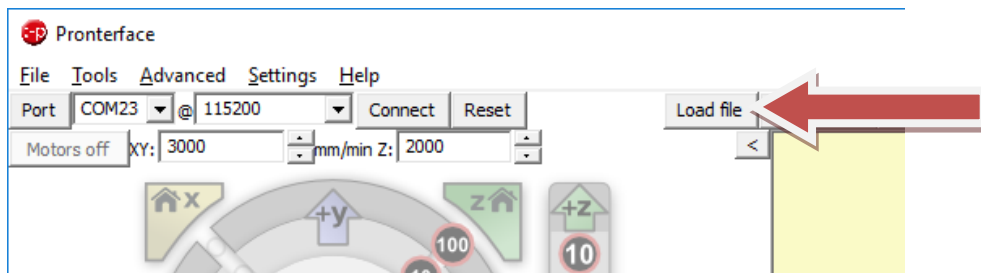 Pronterface
File Tools Advanced Settings Help
Port COM23 @ 115200 Connect Reset Load file
Motors off XY: 3000 mm/min Z: 2000 <
X +y Z +Z
100
10
10